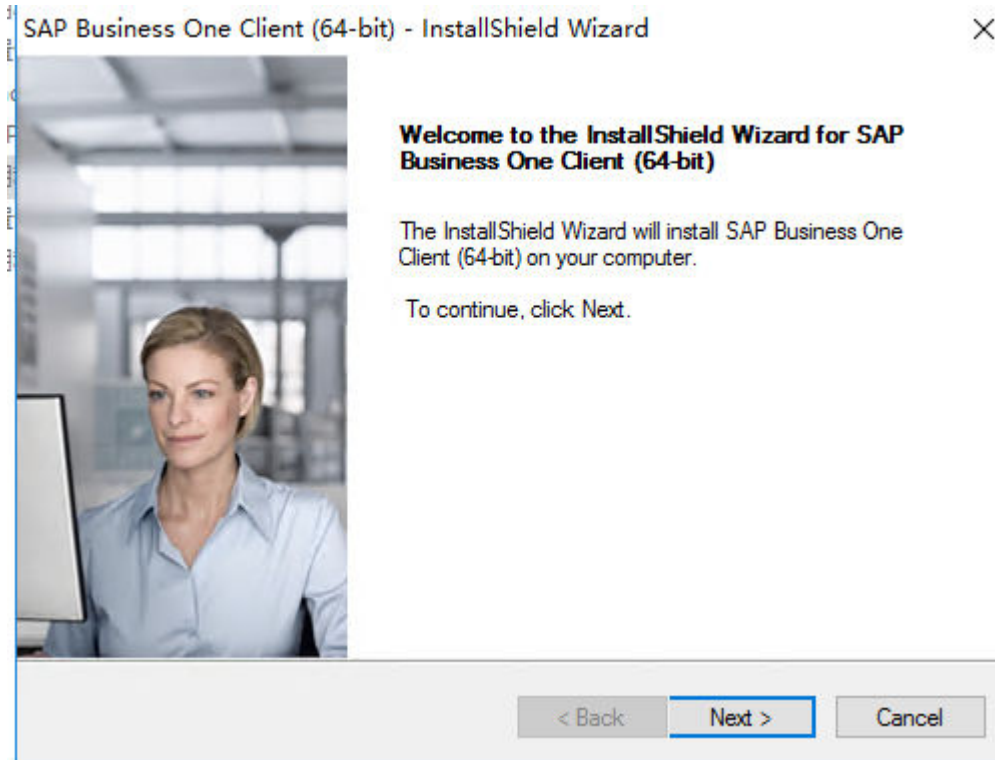 SAP Business One Client (64-bit) - InstallShield Wizard
Welcome to the InstallShield Wizard for SAP
Business One Client (64-bit)
The InstallShield Wizard will install SAP Business One
Client (64-bit) on your computer.
To continue, click Next.
< Back
Next >
Cancel